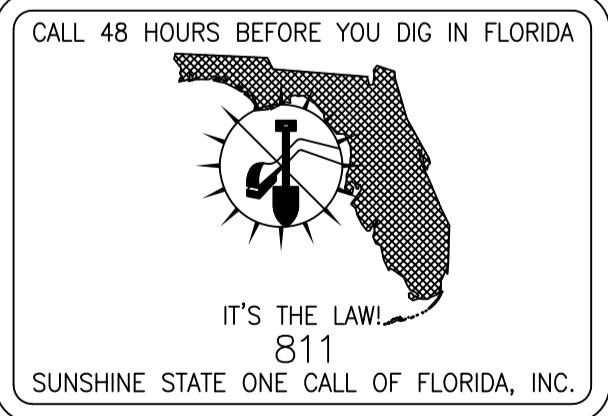 CALL 48 HOURS BEFORE YOU DIG IN FLORIDA
IT'S THE LAW!
811
SUNSHINE STATE ONE CALL OF FLORIDA, INC.